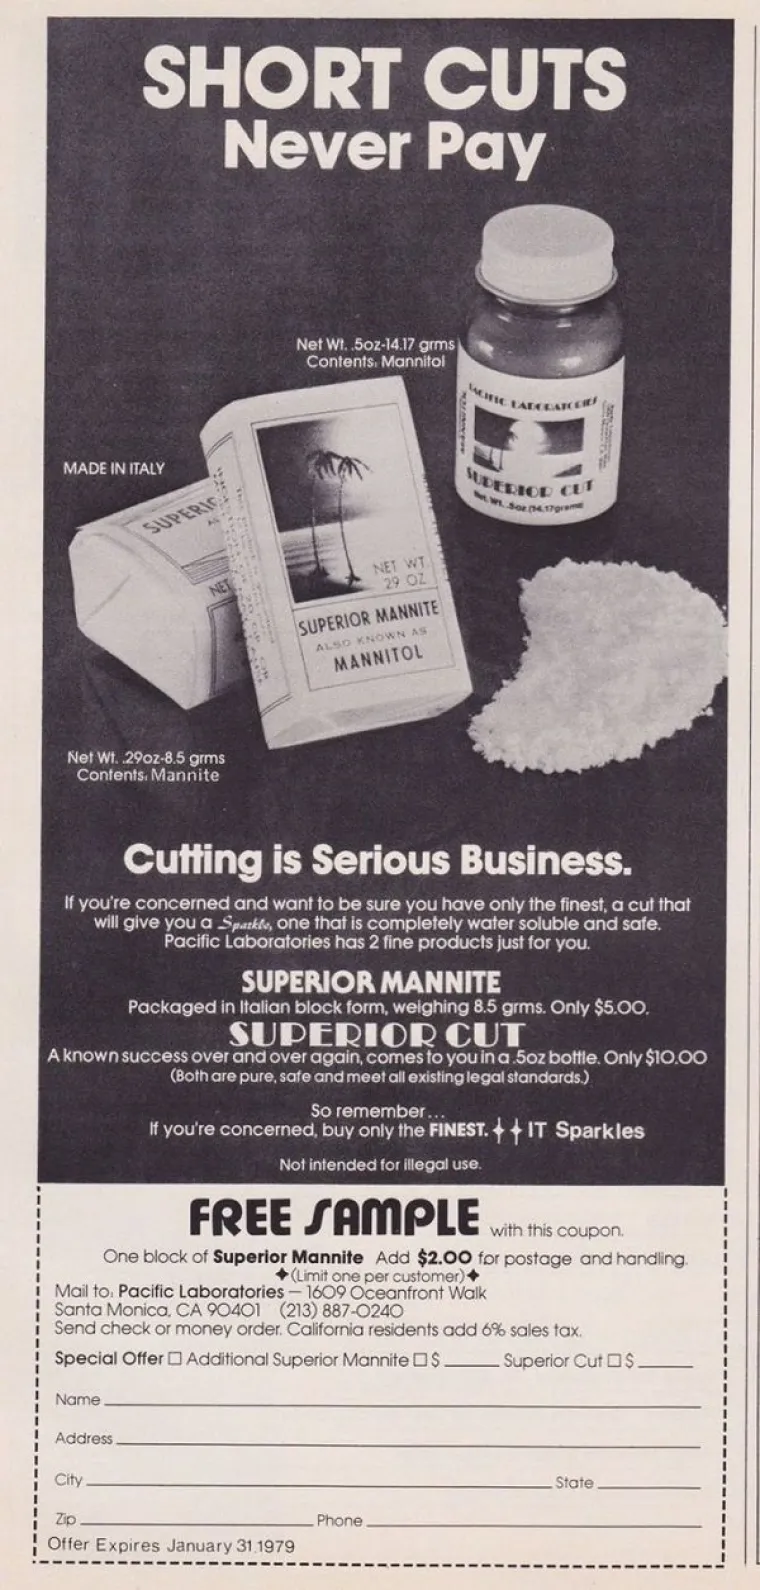 SHORT CUTS
Never Pay
Net Wt. .5oz-14.17 grms
Contents: Mannitol
PACIFIC LABORATORIES
SUPERIOR CUT
Net. Wt. .5oz.(14.17grams)
MADE IN ITALY
SUPERIO
NET
NET WT
29 OZ
SUPERIOR MANNITE
ALSO KNOWN AS
MANNITOL
Net Wt. .29oz-8.5 grms
Contents: Mannite
Cutting is Serious Business.
If you're concerned and want to be sure you have only the finest, a cut that
will give you a Sparkle, one that is completely water soluble and safe.
Pacific Laboratories has 2 fine products just for you.
SUPERIOR MANNITE
Packaged in Italian block form, weighing 8.5 grms. Only $5.00.
SUPERIOR CUT
A known success over and over again, comes to you in a .5oz bottle. Only $10.00
(Both are pure, safe and meet all existing legal standards.)
So remember...
If you're concerned, buy only the FINEST. IT Sparkles
Not intended for illegal use.
FREE SAMPLE with this coupon.
One block of Superior Mannite Add $2.00 for postage and handling.
(Limit one per customer)
Mail to: Pacific Laboratories — 1609 Oceanfront Walk
Santa Monica, CA 90401 (213) 887-0240
Send check or money order. California residents add 6% sales tax.
Special Offer □ Additional Superior Mannite □ $ ______ Superior Cut □ $ ______
Name
Address
City State
Zip Phone
Offer Expires January 31.1979